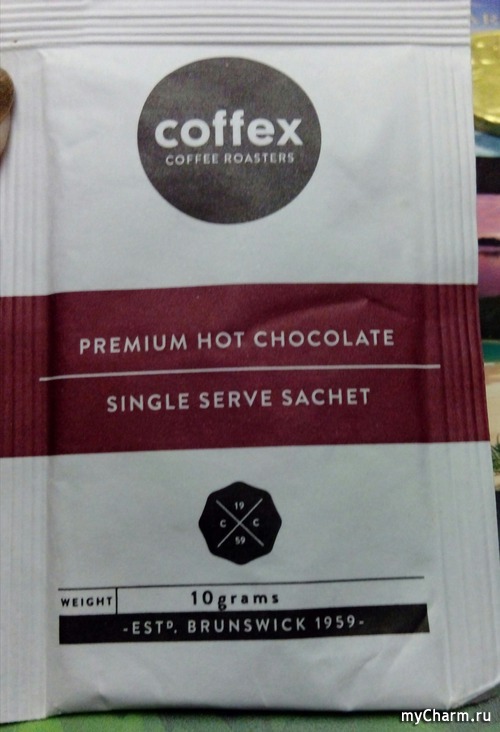 coffex
COFFEE ROASTERS
PREMIUM HOT CHOCOLATE
SINGLE SERVE SACHET
19
C C
59
WEIGHT 10grams
-ESTᴰ. BRUNSWICK 1959-
myCharm.ru